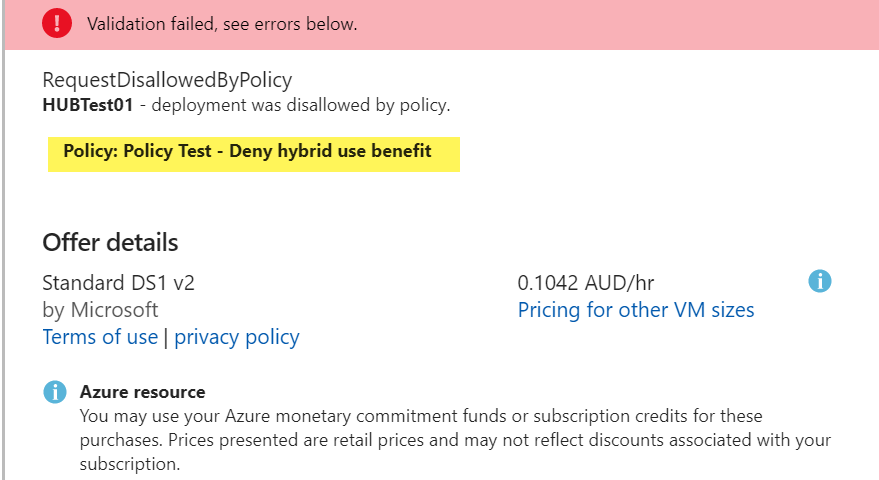 Validation failed, see errors below.
RequestDisallowedByPolicy
HUBTest01 - deployment was disallowed by policy.
Policy: Policy Test - Deny hybrid use benefit
Offer details
Standard DS1 v2
0.1042 AUD/hr
by Microsoft
Pricing for other VM sizes
Terms of use | privacy policy
Azure resource
You may use your Azure monetary commitment funds or subscription credits for these
purchases. Prices presented are retail prices and may not reflect discounts associated with your
subscription.